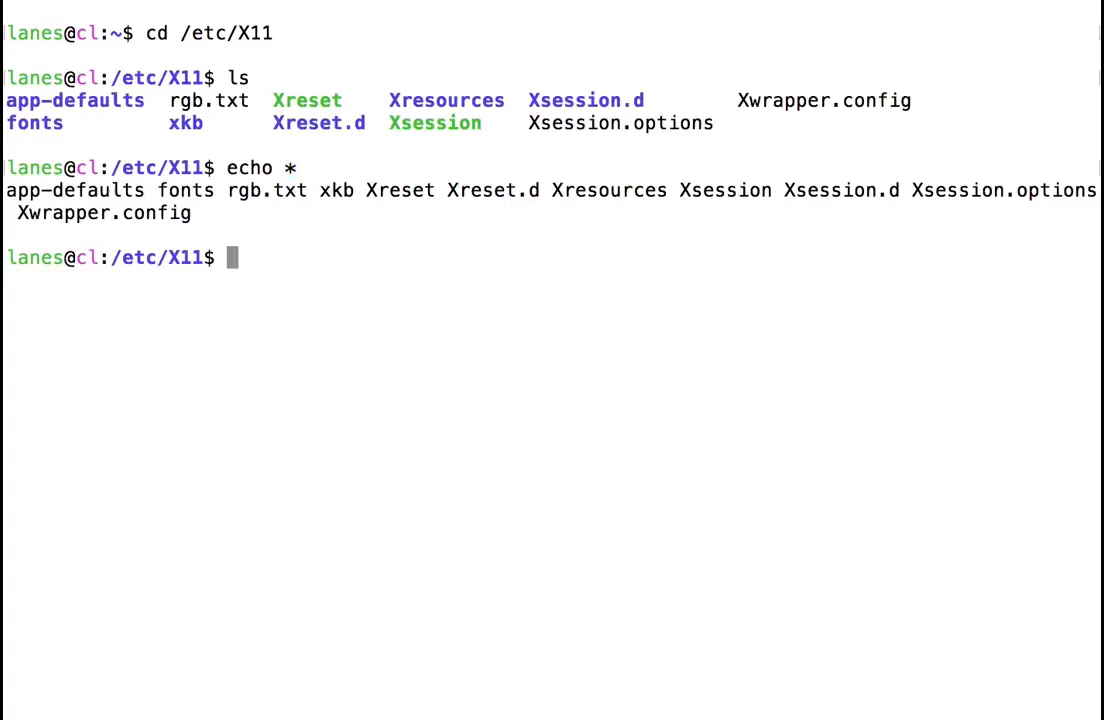 lanes@cl:~$ cd /etc/X11
lanes@cl:/etc/X11$ ls
app-defaults  rgb.txt  Xreset    Xresources  Xsession.d        Xwrapper.config
fonts         xkb      Xreset.d  Xsession    Xsession.options
lanes@cl:/etc/X11$ echo *
app-defaults fonts rgb.txt xkb Xreset Xreset.d Xresources Xsession Xsession.d Xsession.options
 Xwrapper.config
lanes@cl:/etc/X11$